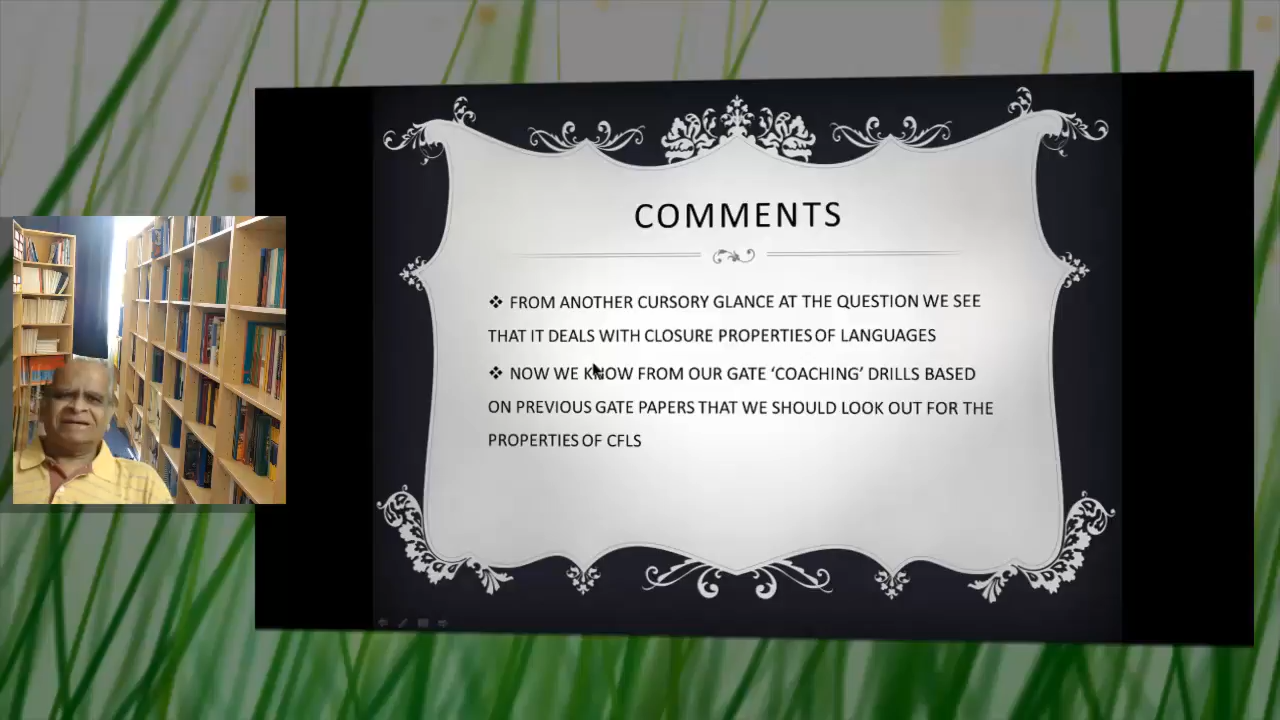 COMMENTS
❖ FROM ANOTHER CURSORY GLANCE AT THE QUESTION WE SEE
THAT IT DEALS WITH CLOSURE PROPERTIES OF LANGUAGES
❖ NOW WE KNOW FROM OUR GATE ‘COACHING’ DRILLS BASED
ON PREVIOUS GATE PAPERS THAT WE SHOULD LOOK OUT FOR THE
PROPERTIES OF CFLS